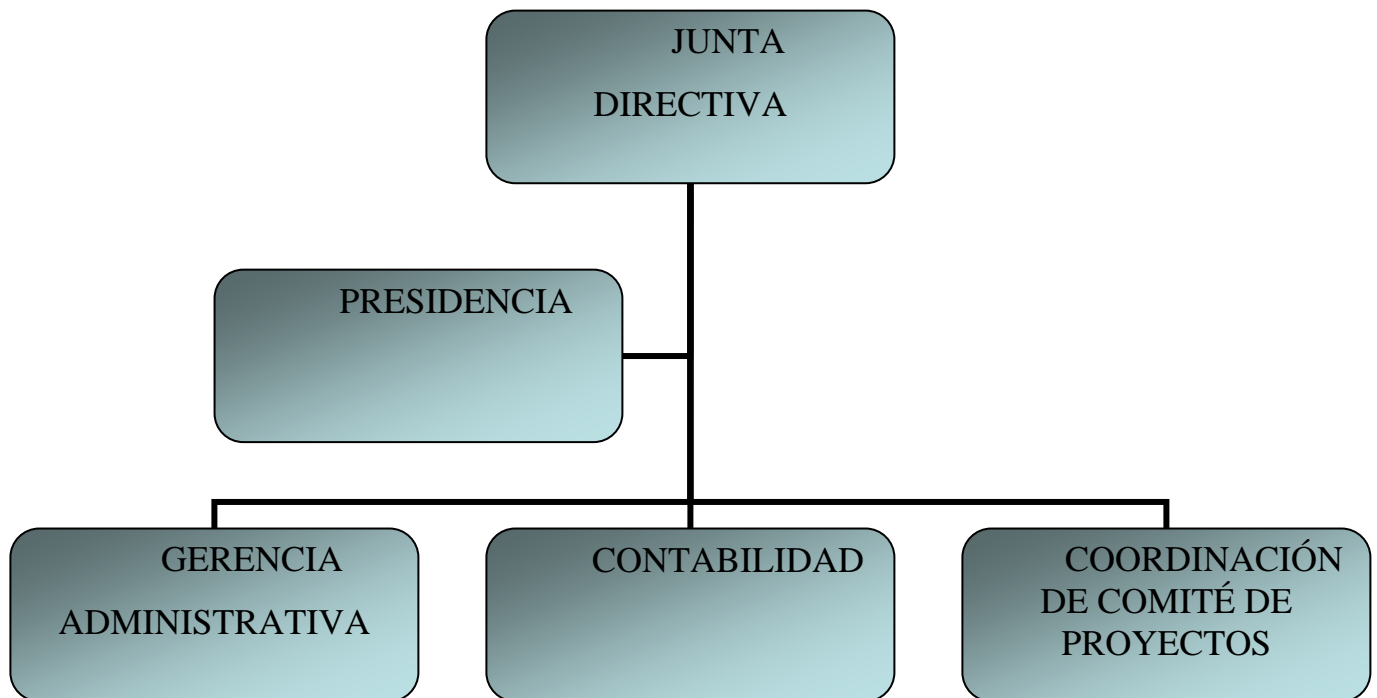 JUNTA
DIRECTIVA
PRESIDENCIA
GERENCIA
ADMINISTRATIVA
CONTABILIDAD
COORDINACIÓN
DE COMITÉ DE
PROYECTOS